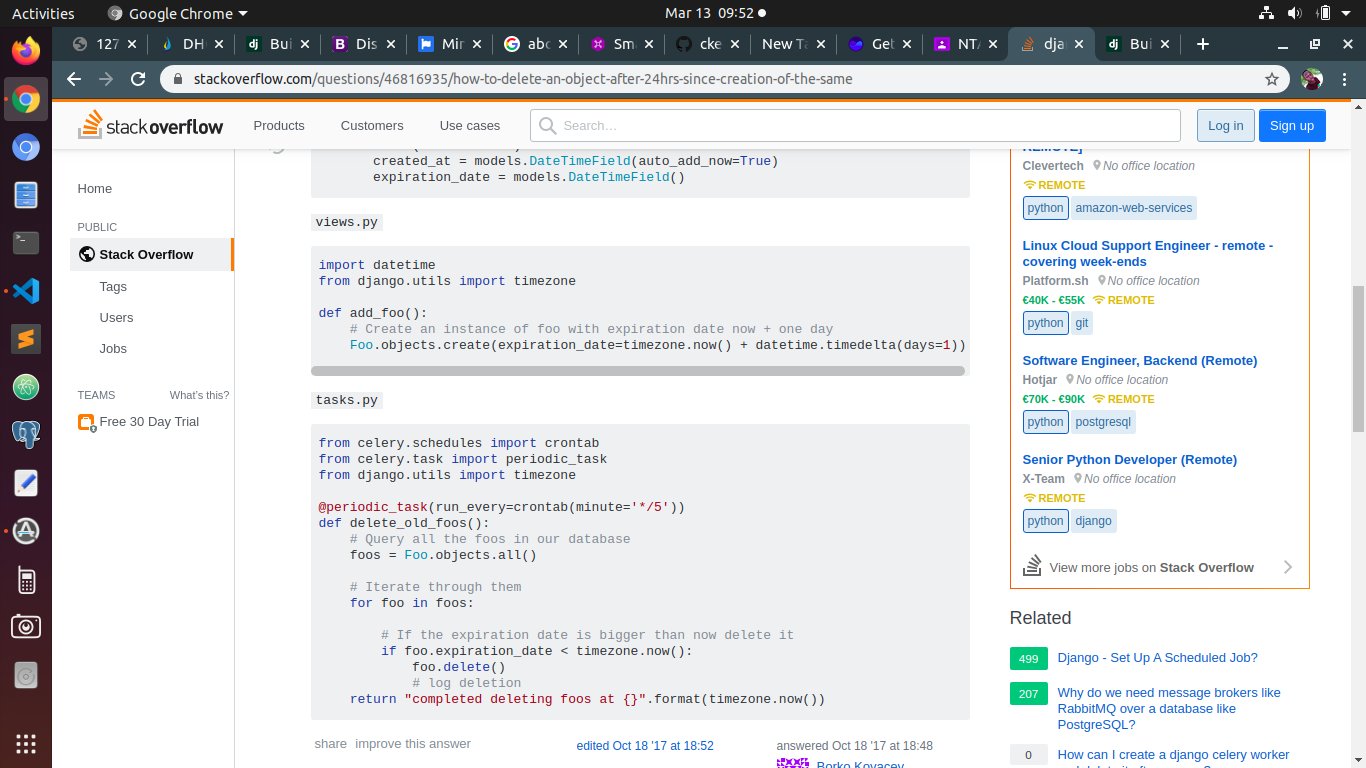 Activities
Google Chrome
Mar 13 09:52
127
DH
Bui
Dis
Mir
abc
Sma
cke
New Ta
Get
NTA
djan
Bui
stackoverflow.com/questions/46816935/how-to-delete-an-object-after-24hrs-since-creation-of-the-same
stackoverflow
Products
Customers
Use cases
Search…
Log in
Sign up
Home
PUBLIC
Stack Overflow
Tags
Users
Jobs
TEAMS
What's this?
Free 30 Day Trial
created_at = models.DateTimeField(auto_add_now=True)
expiration_date = models.DateTimeField()
views.py
import datetime
from django.utils import timezone
def add_foo():
# Create an instance of foo with expiration date now + one day
Foo.objects.create(expiration_date=timezone.now() + datetime.timedelta(days=1))
tasks.py
from celery.schedules import crontab
from celery.task import periodic_task
from django.utils import timezone
@periodic_task(run_every=crontab(minute='*/5'))
def delete_old_foos():
# Query all the foos in our database
foos = Foo.objects.all()
# Iterate through them
for foo in foos:
# If the expiration date is bigger than now delete it
if foo.expiration_date < timezone.now():
foo.delete()
# log deletion
return "completed deleting foos at {}".format(timezone.now())
share improve this answer
edited Oct 18 '17 at 18:52
answered Oct 18 '17 at 18:48
Borko Kovacev
REMOTE]
Clevertech No office location
REMOTE
python amazon-web-services
Linux Cloud Support Engineer - remote -
covering week-ends
Platform.sh No office location
€40K - €55K REMOTE
python git
Software Engineer, Backend (Remote)
Hotjar No office location
€70K - €90K REMOTE
python postgresql
Senior Python Developer (Remote)
X-Team No office location
REMOTE
python django
View more jobs on Stack Overflow
Related
499 Django - Set Up A Scheduled Job?
207 Why do we need message brokers like
RabbitMQ over a database like
PostgreSQL?
0 How can I create a django celery worker